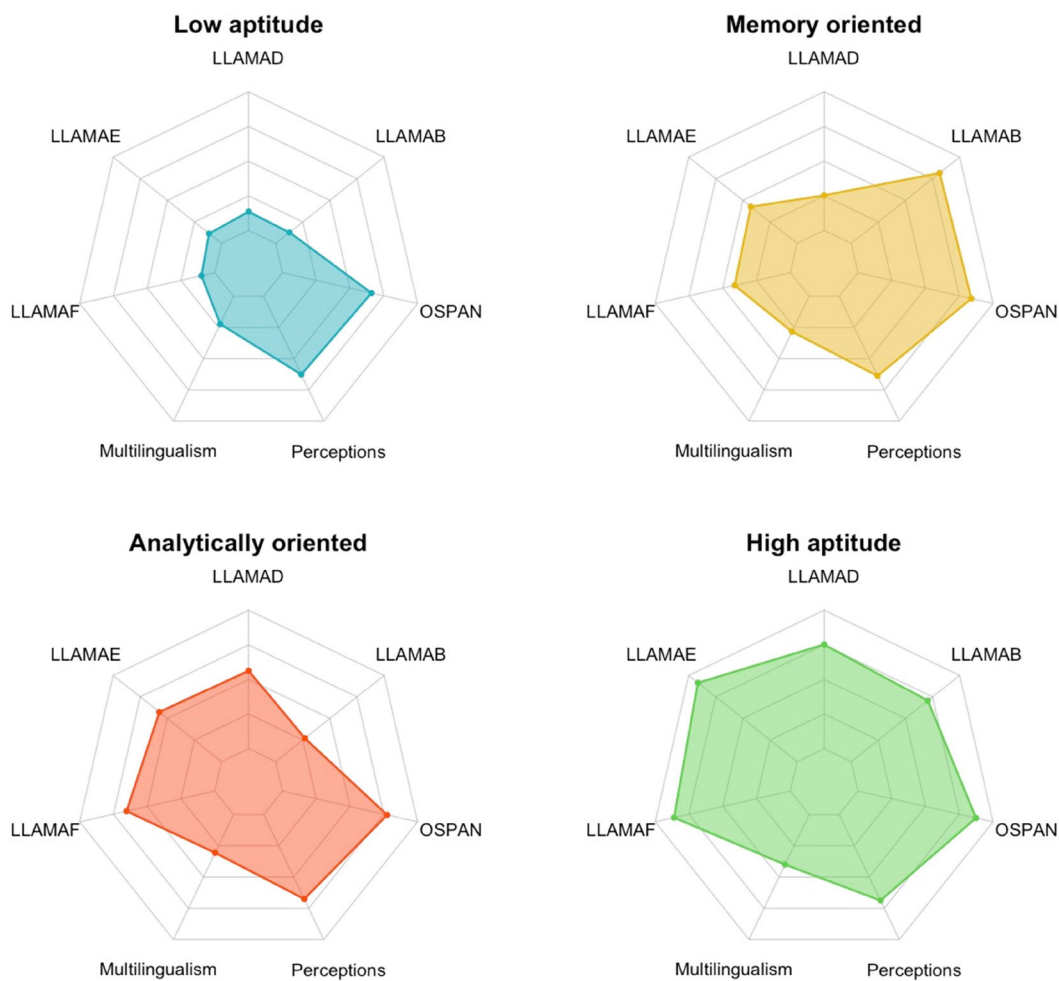 Low aptitude
LLAMAD
LLAMAE
LLAMAB
LLAMAF
OSPAN
Multilingualism
Perceptions
Memory oriented
LLAMAD
LLAMAE
LLAMAB
LLAMAF
OSPAN
Multilingualism
Perceptions
Analytically oriented
LLAMAD
LLAMAE
LLAMAB
LLAMAF
OSPAN
Multilingualism
Perceptions
High aptitude
LLAMAD
LLAMAE
LLAMAB
LLAMAF
OSPAN
Multilingualism
Perceptions